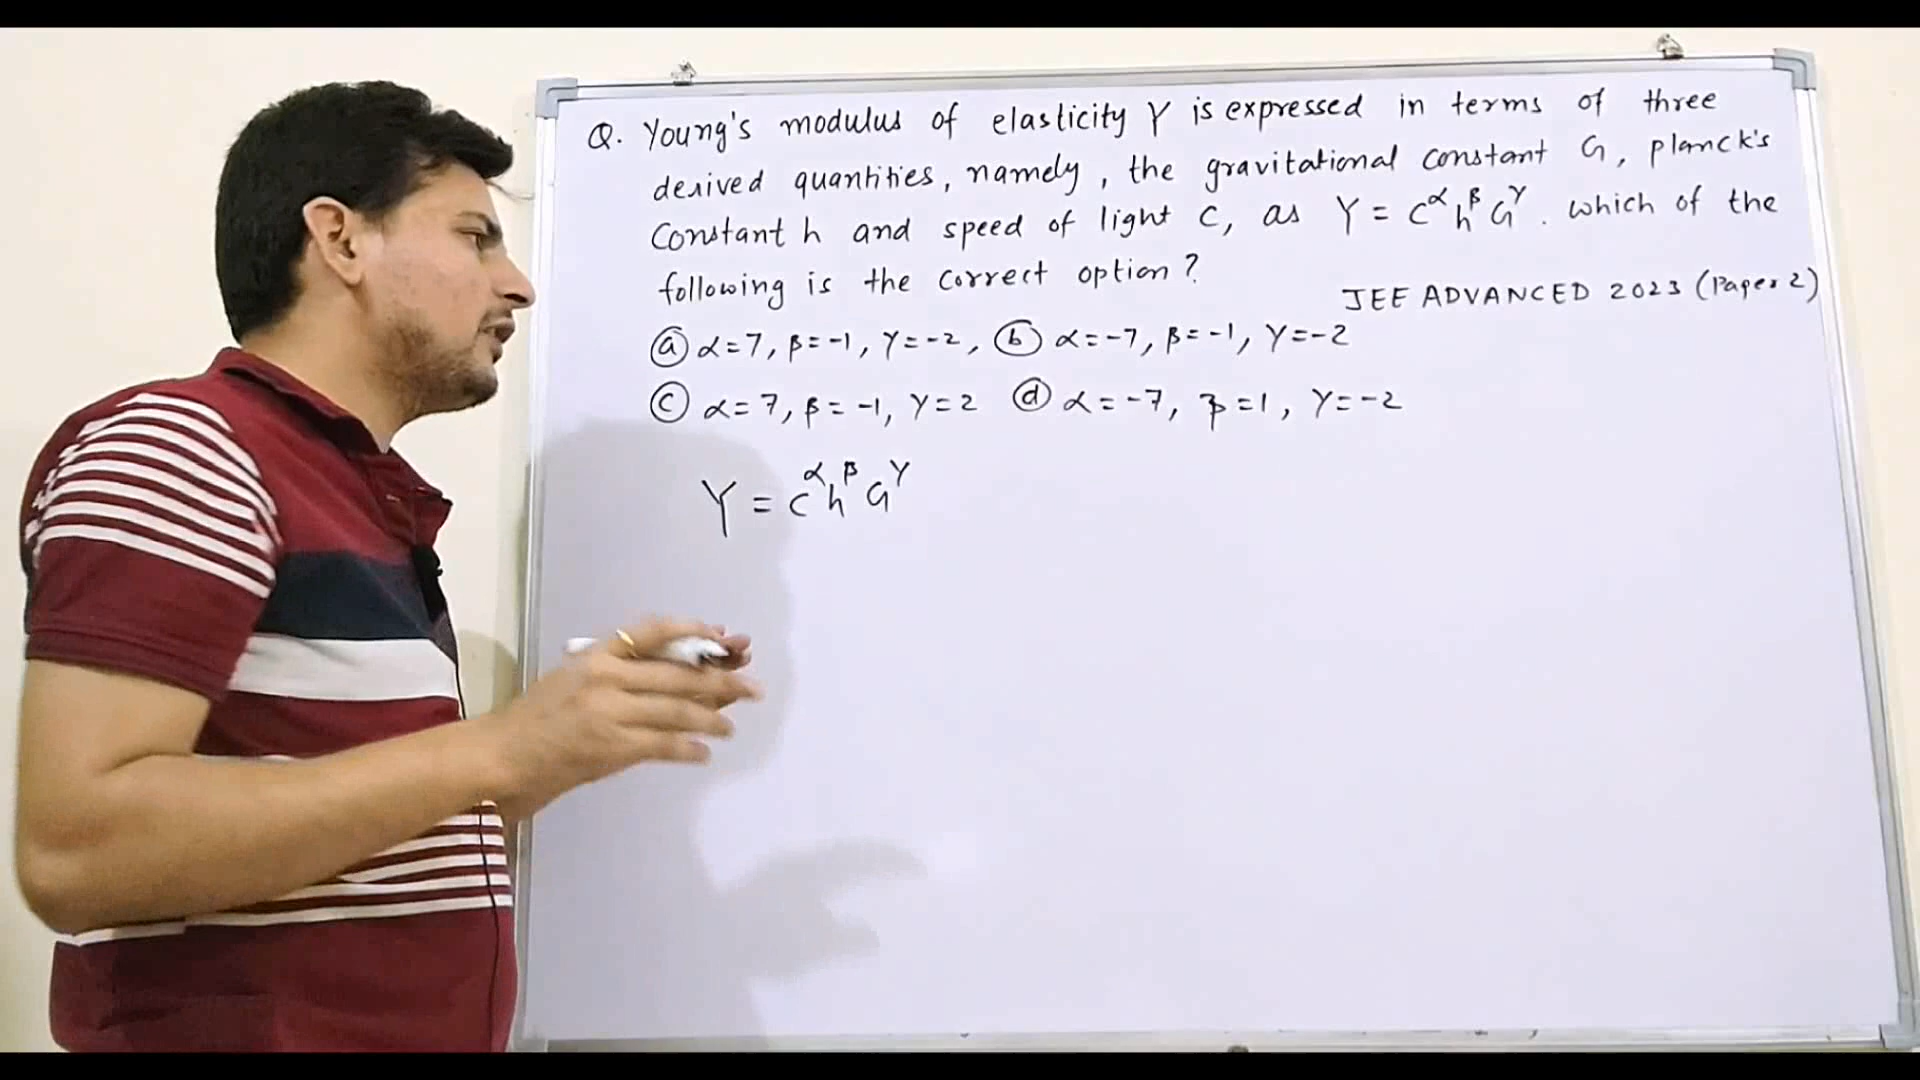 Q. Young's modulus of elasticity Y is expressed in terms of three
derived quantities, namely, the gravitational constant G, planck's
constant h and speed of light c, as Y = c^α h^β G^γ. which of the
following is the correct option?
JEE ADVANCED 2023 (Paper 2)
ⓐ α=7, β=-1, γ=-2, ⓑ α=-7, β=-1, γ=-2
ⓒ α=7, β=-1, γ=2 ⓓ α=-7, β=1, γ=-2
Y = c^α h^β G^γ